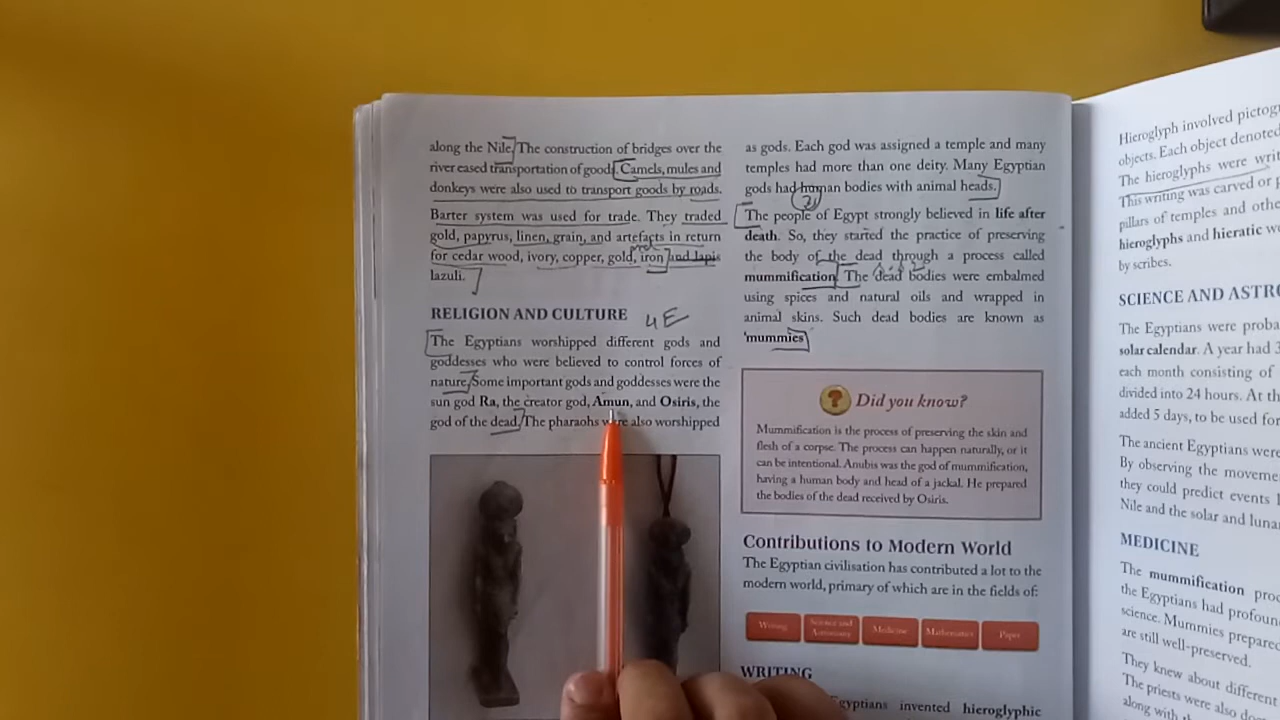 along the Nile. The construction of bridges over the
river eased transportation of goods. Camels, mules and
donkeys were also used to transport goods by roads.
Barter system was used for trade. They traded
gold, papyrus, linen, grain, and artefacts in return
for cedar wood, ivory, copper, gold, iron and lapis
lazuli.
RELIGION AND CULTURE
4E
The Egyptians worshipped different gods and
goddesses who were believed to control forces of
nature. Some important gods and goddesses were the
sun god Ra, the creator god, Amun, and Osiris, the
god of the dead. The pharaohs were also worshipped
as gods. Each god was assigned a temple and many
temples had more than one deity. Many Egyptian
gods had human bodies with animal heads.
The people of Egypt strongly believed in life after
death. So, they started the practice of preserving
the body of the dead through a process called
mummification. The dead bodies were embalmed
using spices and natural oils and wrapped in
animal skins. Such dead bodies are known as
'mummies
Did you know?
Mummification is the process of preserving the skin and
flesh of a corpse. The process can happen naturally, or it
can be intentional. Anubis was the god of mummification,
having a human body and head of a jackal. He prepared
the bodies of the dead received by Osiris.
Contributions to Modern World
The Egyptian civilisation has contributed a lot to the
modern world, primary of which are in the fields of:
Writing
Science and
Astronomy
Medicine
Mathematics
Paper
WRITING
Egyptians invented hieroglyphic
Hieroglyph involved
objects. Each object denoted
The hieroglyphs were
This writing was carved or
pillars of temples and
hieroglyphs and hieratic
by scribes.
SCIENCE AND
The Egyptians were
solar calendar. A year had
each month consisting of
divided into 24 hours. At
added 5 days, to be used for
The ancient Egyptians were
By observing the
they could predict events
Nile and the solar and
MEDICINE
The mummification
the Egyptians had
science. Mummies
are still well-preserved.
They knew about different
The priests were also
along with